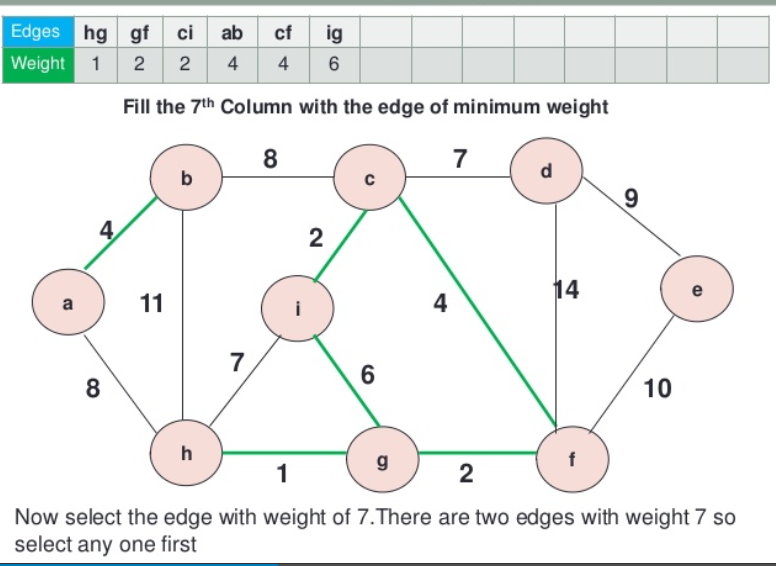 Edges hg gf ci ab cf ig
Weight 1 2 2 4 4 6
Fill the 7th Column with the edge of minimum weight
8 7
b c d
9
4 2
a 11 i 4 14 e
7 6
8 10
h g f
1 2
Now select the edge with weight of 7.There are two edges with weight 7 so
select any one first